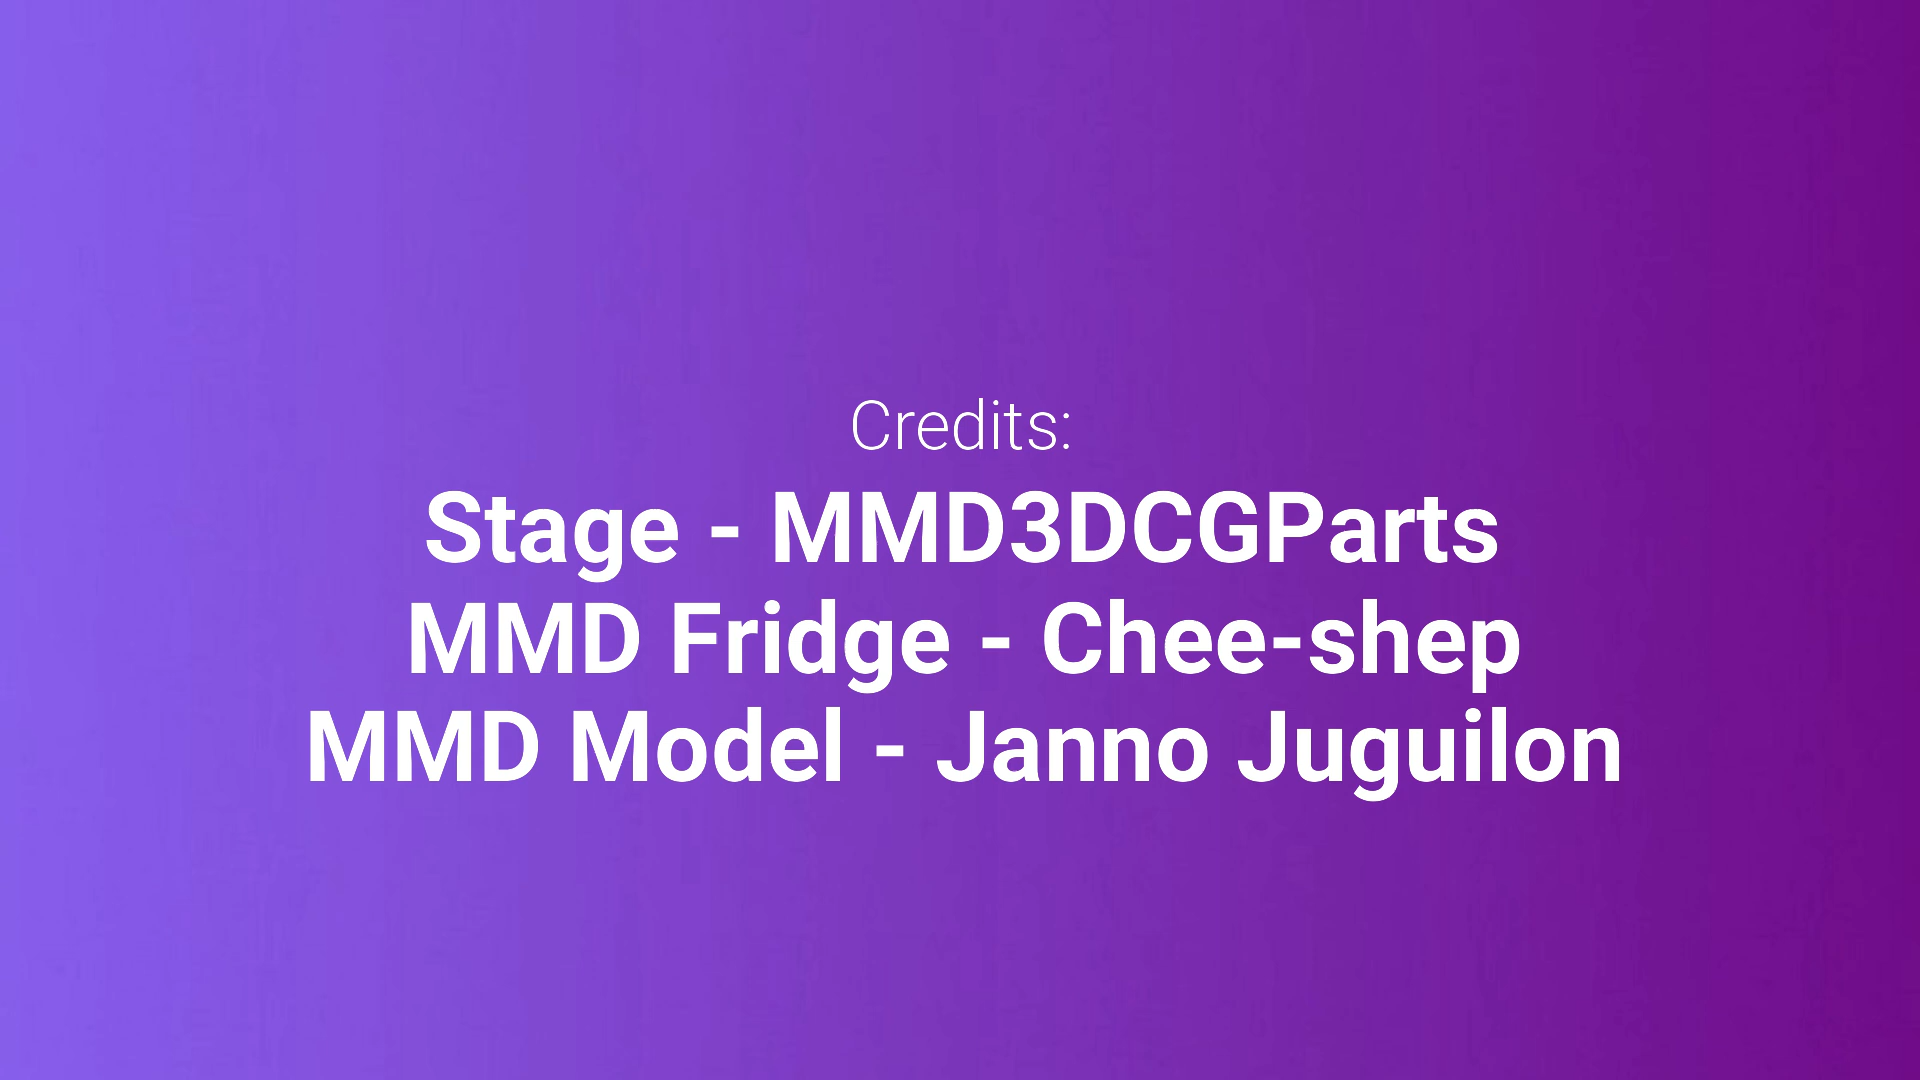 Credits:
Stage - MMD3DCGParts
MMD Fridge - Chee-shep
MMD Model - Janno Juguilon